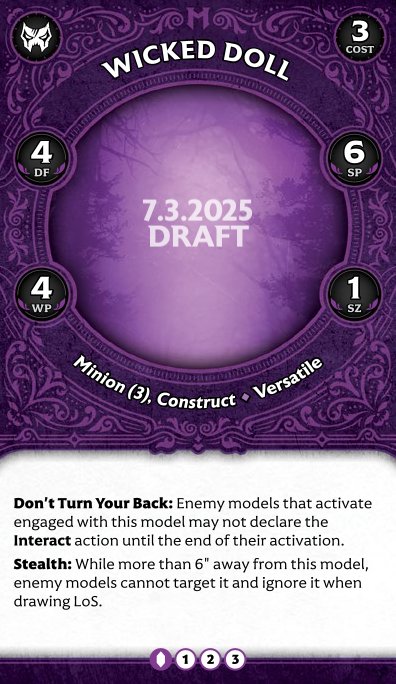 3
COST
WICKED DOLL
4
DF
6
SP
7.3.2025
DRAFT
4
WP
1
SZ
Minion (3), Construct ♦ Versatile
Don't Turn Your Back: Enemy models that activate
engaged with this model may not declare the
Interact action until the end of their activation.
Stealth: While more than 6" away from this model,
enemy models cannot target it and ignore it when
drawing LoS.
1 2 3